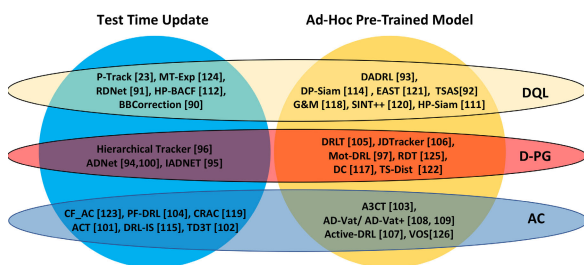 Test Time Update
Ad-Hoc Pre-Trained Model
P-Track [23], MT-Exp [124],
RDNet [91], HP-BACF [112],
BBCorrection [90]
DADRL [93],
DP-Siam [114] , EAST [121], TSAS[92]
G&M [118], SINT++ [120], HP-Siam [111]
DQL
Hierarchical Tracker [96]
ADNet [94,100], IADNET [95]
DRLT [105], JDTracker [106],
Mot-DRL [97], RDT [125],
DC [117], TS-Dist [122]
D-PG
CF_AC [123], PF-DRL [104], CRAC [119]
ACT [101], DRL-IS [115], TD3T [102]
A3CT [103],
AD-Vat/ AD-Vat+ [108, 109]
Active-DRL [107], VOS[126]
AC